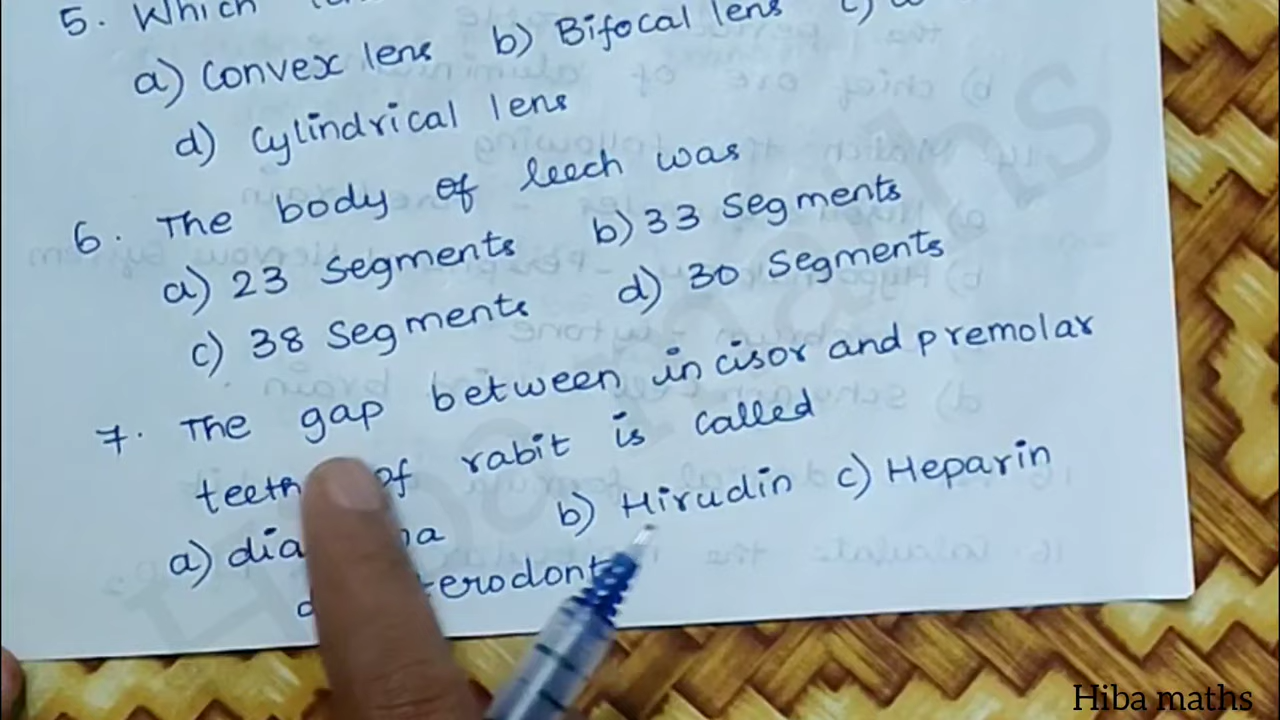 5. Which
a) Convex lens b) Bifocal lens c)
d) Cylindrical lens
6. The body of leech was
a) 23 Segments b) 33 Segments
c) 38 Segments d) 30 Segments
7. The gap between incisor and premolar
teeth of rabit is called
a) b) Hirudin c) Heparin
Hiba maths